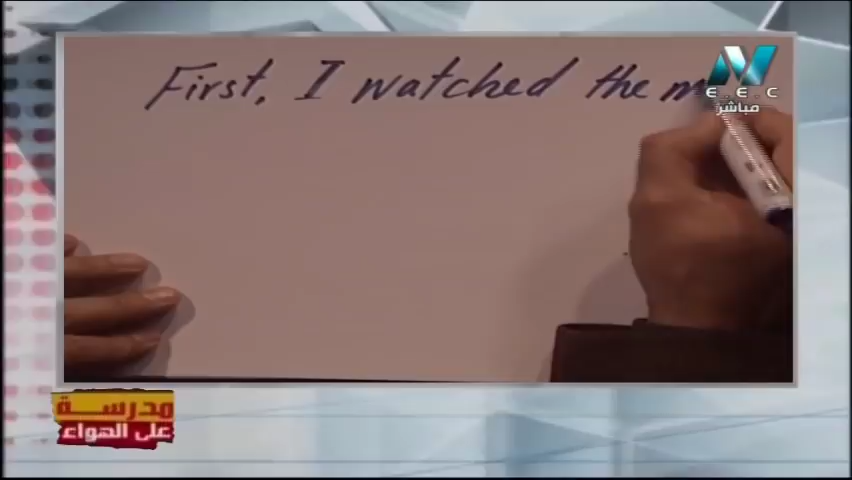 First, I watched the m
E.E.C
مباشر
مدرسة
على الهواء